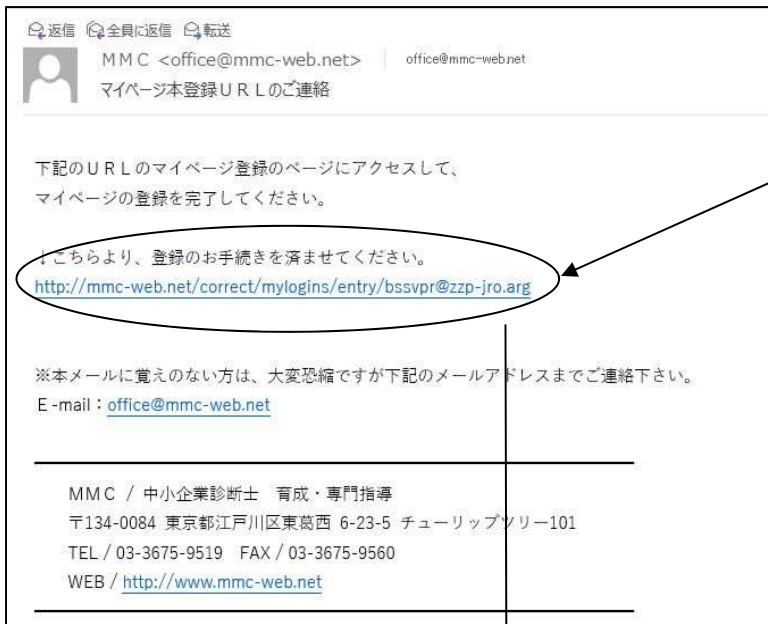 返信 全員に返信 転送
ＭＭＣ <office@mmc-web.net> office@mmc-web.net
マイページ本登録ＵＲＬのご連絡
下記のＵＲＬのマイページ登録のページにアクセスして、
マイページの登録を完了してください。
↓こちらより、登録のお手続きを済ませてください。
http://mmc-web.net/correct/mylogins/entry/bssvpr@zzp-jro.arg
※本メールに覚えのない方は、大変恐縮ですが下記のメールアドレスまでご連絡下さい。
Ｅ-mail：office@mmc-web.net
ＭＭＣ / 中小企業診断士　育成・専門指導
〒134-0084 東京都江戸川区東葛西 6-23-5 チューリップツリー101
TEL / 03-3675-9519　FAX / 03-3675-9560
WEB / http://www.mmc-web.net